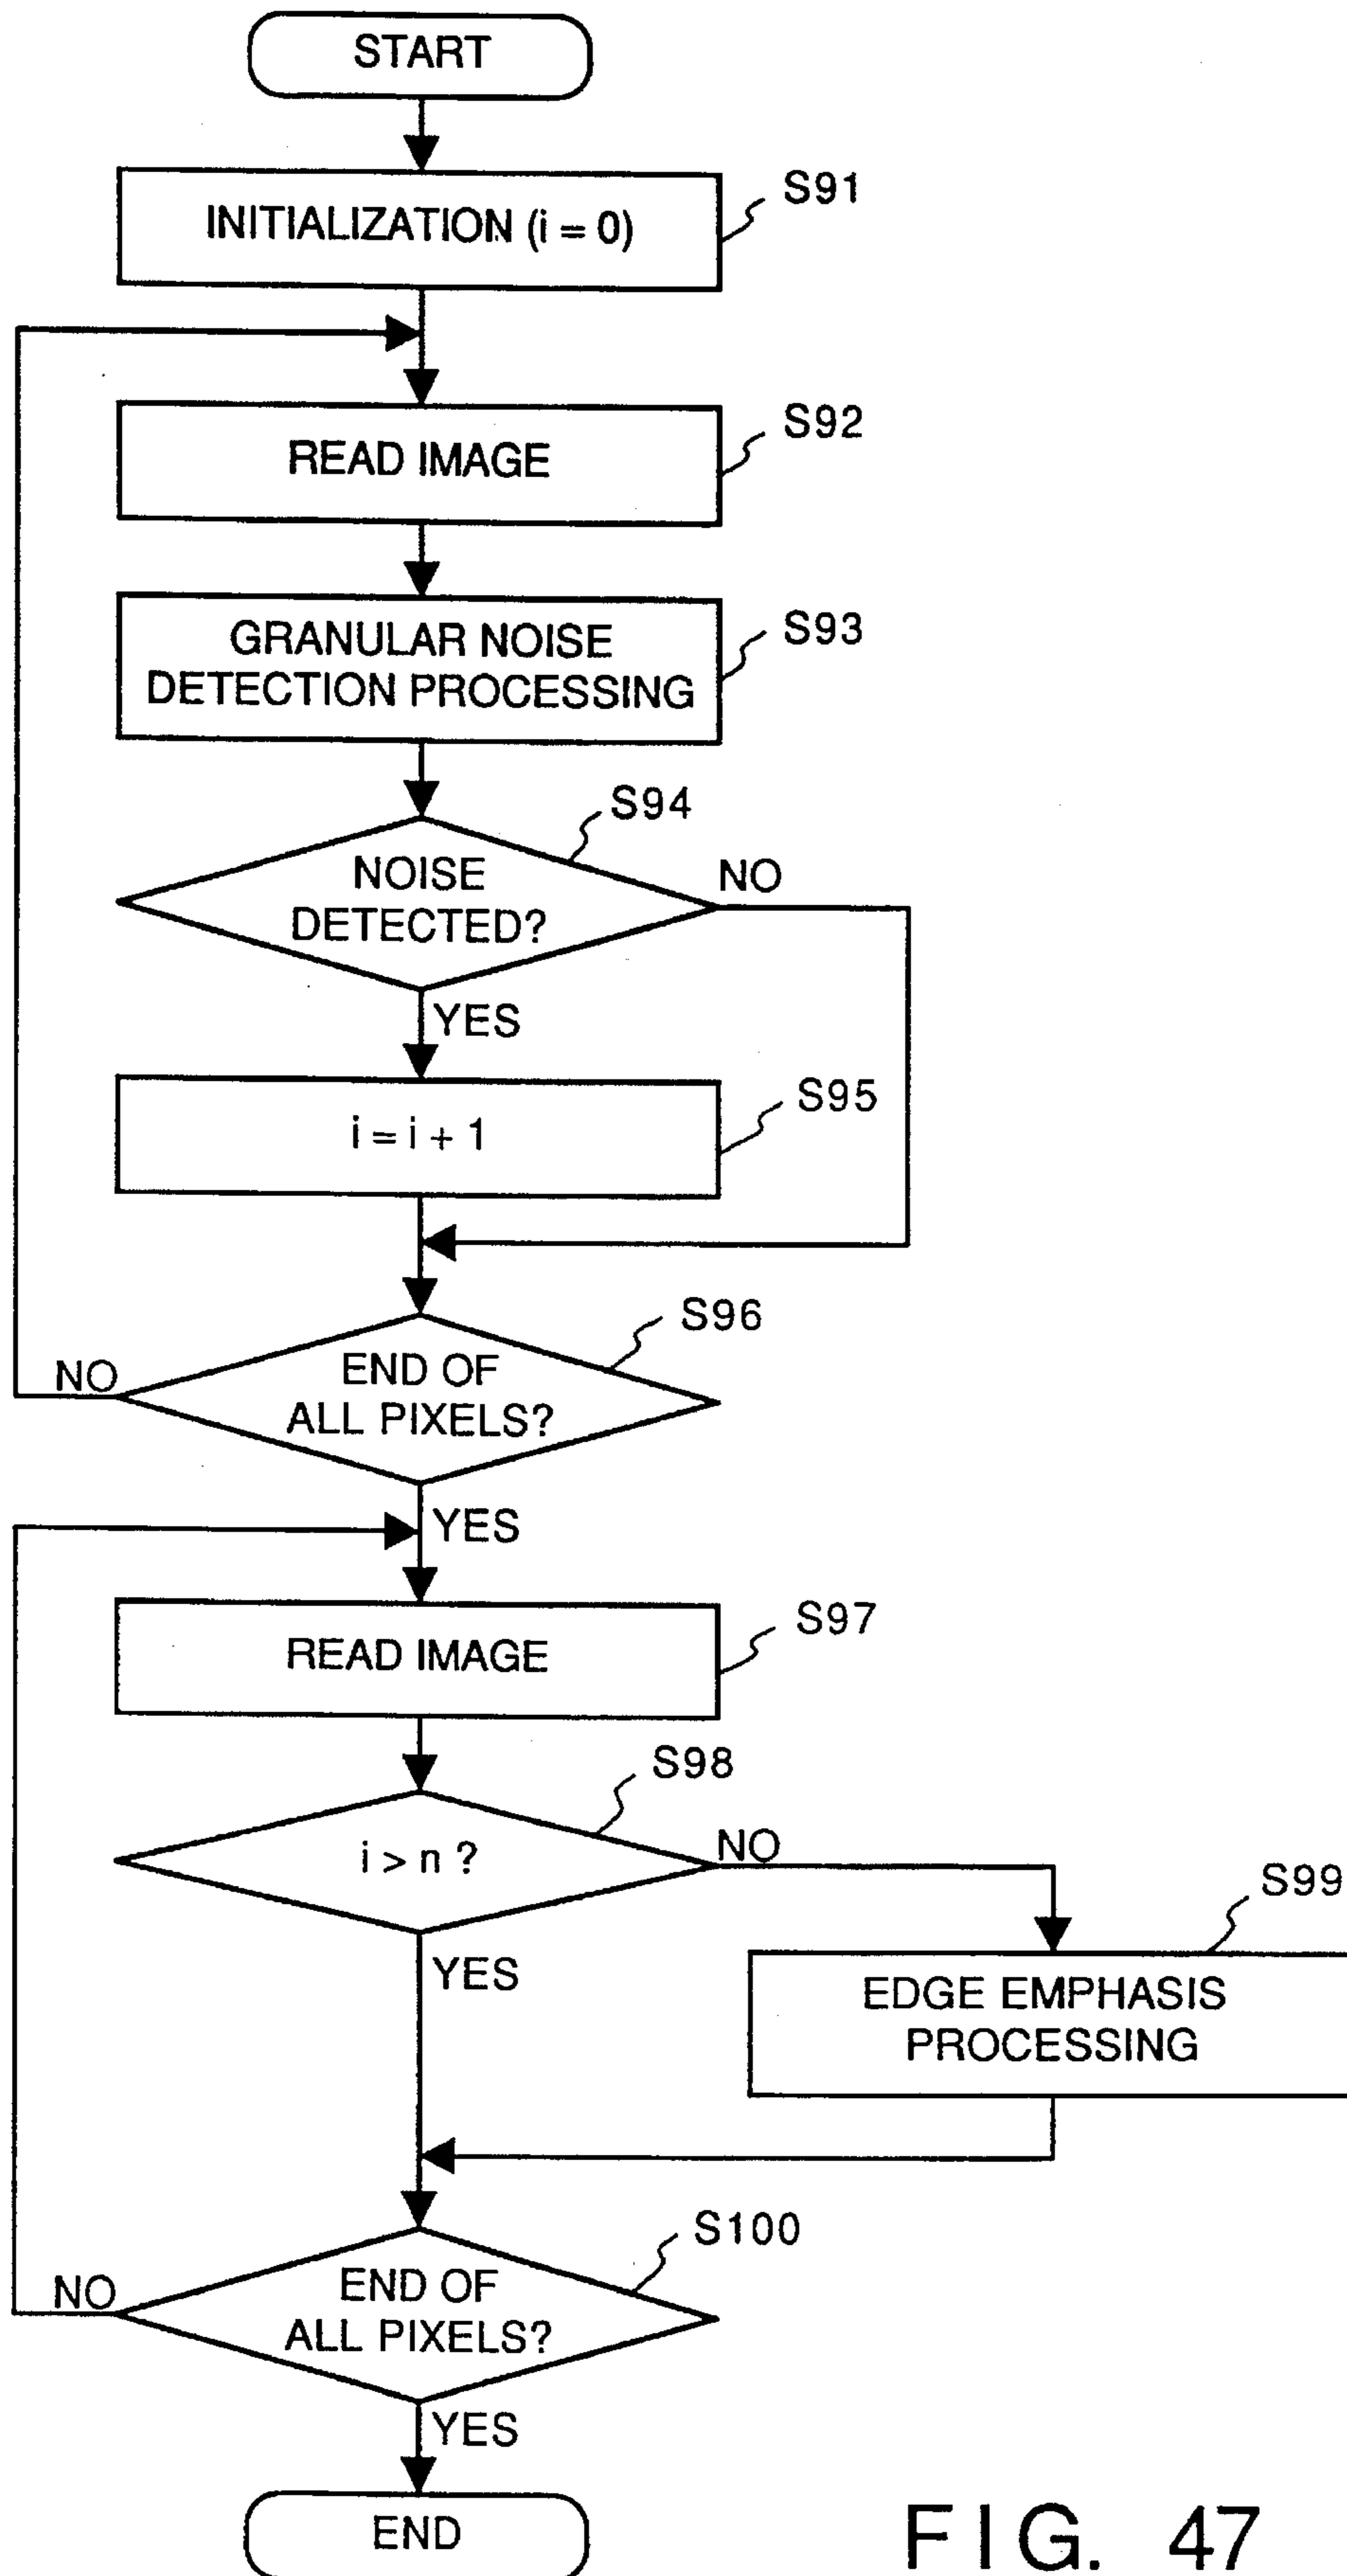 START
INITIALIZATION (i = 0)
S91
READ IMAGE
S92
GRANULAR NOISE
DETECTION PROCESSING
S93
S94
NOISE
DETECTED?
NO
YES
i = i + 1
S95
S96
END OF
ALL PIXELS?
NO
YES
READ IMAGE
S97
S98
i > n ?
NO
YES
S99
EDGE EMPHASIS
PROCESSING
S100
END OF
ALL PIXELS?
NO
YES
END
FIG. 47